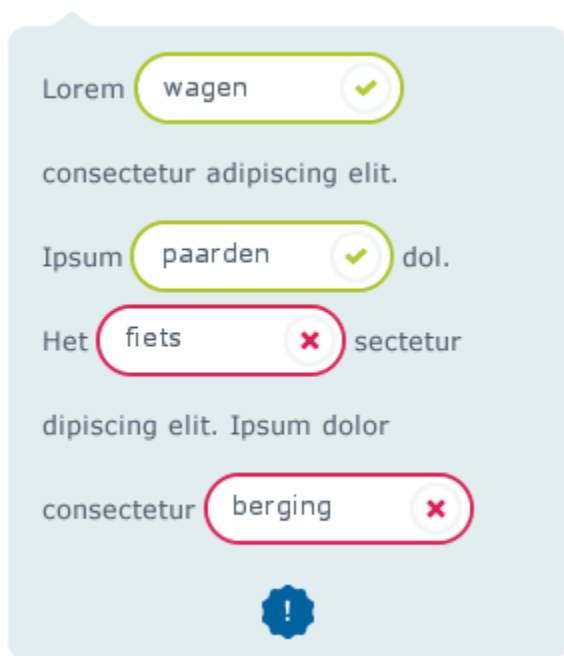 Lorem wagen
consectetur adipiscing elit.
Ipsum paarden dol.
Het fiets sectetur
dipiscing elit. Ipsum dolor
consectetur berging
!